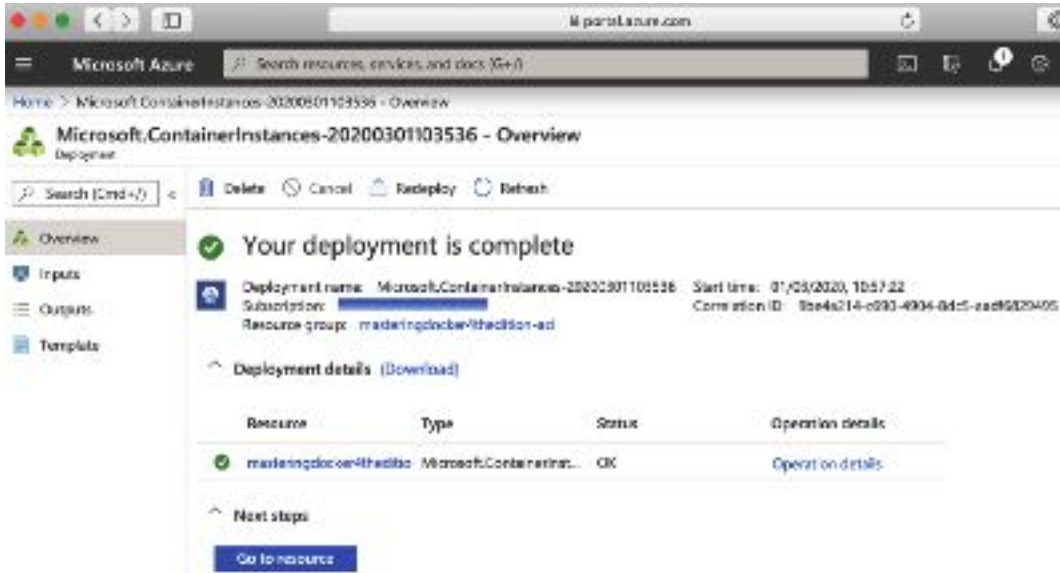 portal.azure.com
Microsoft Azure
Search resources, services, and docs (G+/)
1
Home > Microsoft.ContainerInstances-20200301103536 - Overview
Microsoft.ContainerInstances-20200301103536 - Overview
Deployment
Search (Cmd+/)
«
Delete
Cancel
Redeploy
Refresh
Overview
Inputs
Outputs
Template
Your deployment is complete
Deployment name: Microsoft.ContainerInstances-20200301103536
Subscription:
Resource group: masteringdocker4thedition-aci
Start time: 01/03/2020, 10:57:22
Correlation ID:
Deployment details (Download)
Resource Type Status Operation details
masteringdocker4theditio Microsoft.ContainerInst... OK Operation details
Next steps
Go to resource